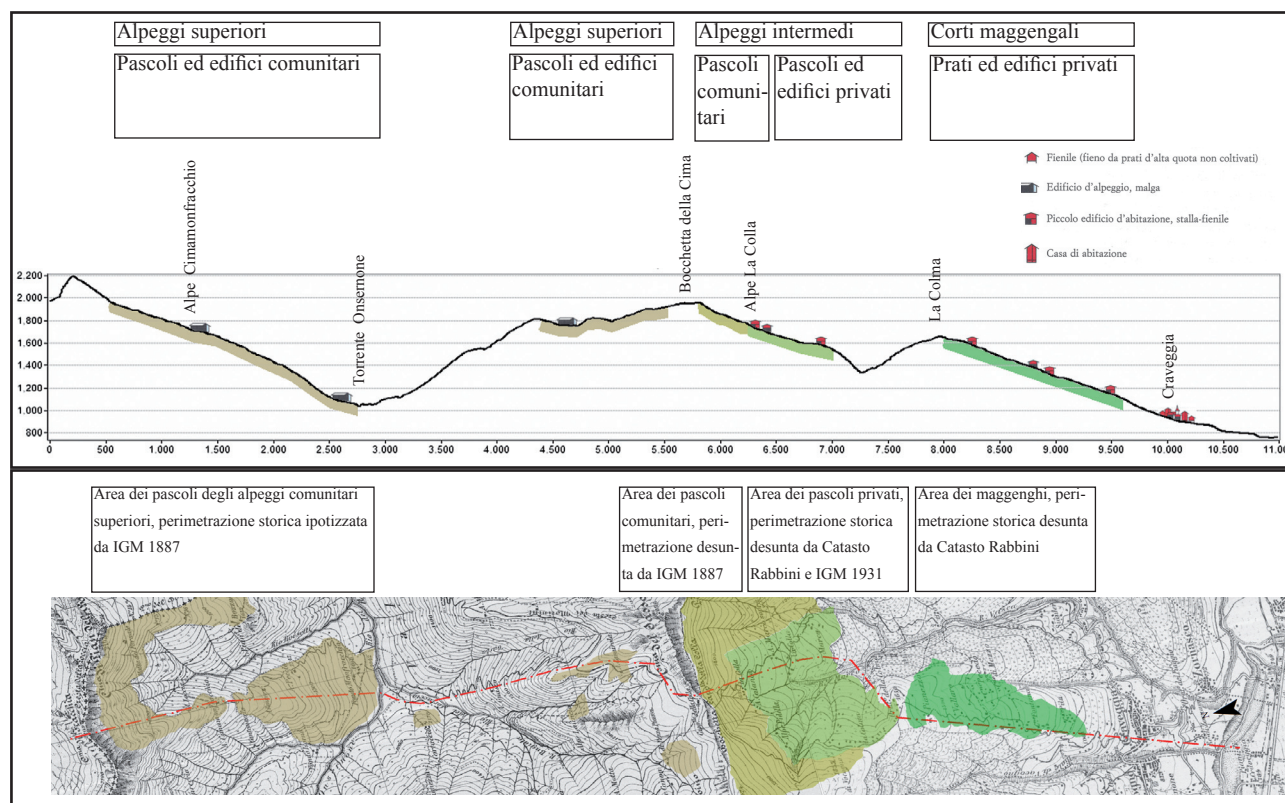 Alpeggi superiori
Alpeggi superiori
Alpeggi intermedi
Corti maggengali
Pascoli ed edifici comunitari
Pascoli ed edifici
comunitari
Pascoli
comuni-
tari
Pascoli ed
edifici privati
Prati ed edifici privati
Fienile (fieno da prati d'alta quota non coltivati)
Edificio d'alpeggio, malga
Piccolo edificio d'abitazione, stalla-fienile
Casa di abitazione
Alpe Cimamonfracchio
Torrente Onsernone
Bocchetta della Cima
Alpe La Colla
La Colma
Craveggia
2.200
2.000
1.800
1.600
1.400
1.200
1.000
800
0 500 1.000 1.500 2.000 2.500 3.000 3.500 4.000 4.500 5.000 5.500 6.000 6.500 7.000 7.500 8.000 8.500 9.000 9.500 10.000 10.500 11.00
Area dei pascoli degli alpeggi comunitari
superiori, perimetrazione storica ipotizzata
da IGM 1887
Area dei pascoli
comunitari, peri-
metrazione desun-
ta da IGM 1887
Area dei pascoli privati,
perimetrazione storica
desunta da Catasto
Rabbini e IGM 1931
Area dei maggenghi, peri-
metrazione storica desunta
da Catasto Rabbini